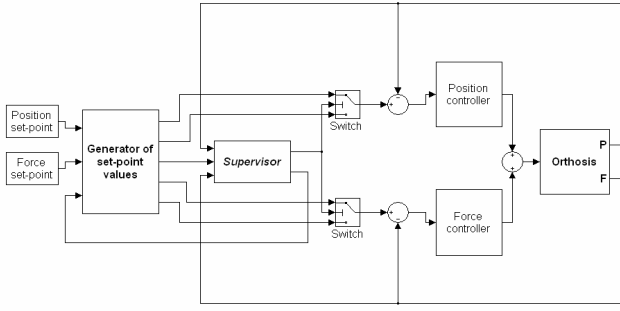 Position
set-point
Force
set-point
Generator of
set-point
values
Supervisor
Switch
Switch
+
−
+
−
Position
controller
Force
controller
+
+
Orthosis
P
F